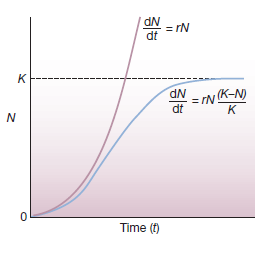 dN/dt = rN
K
dN/dt = rN (K–N)/K
N
0
Time (t)